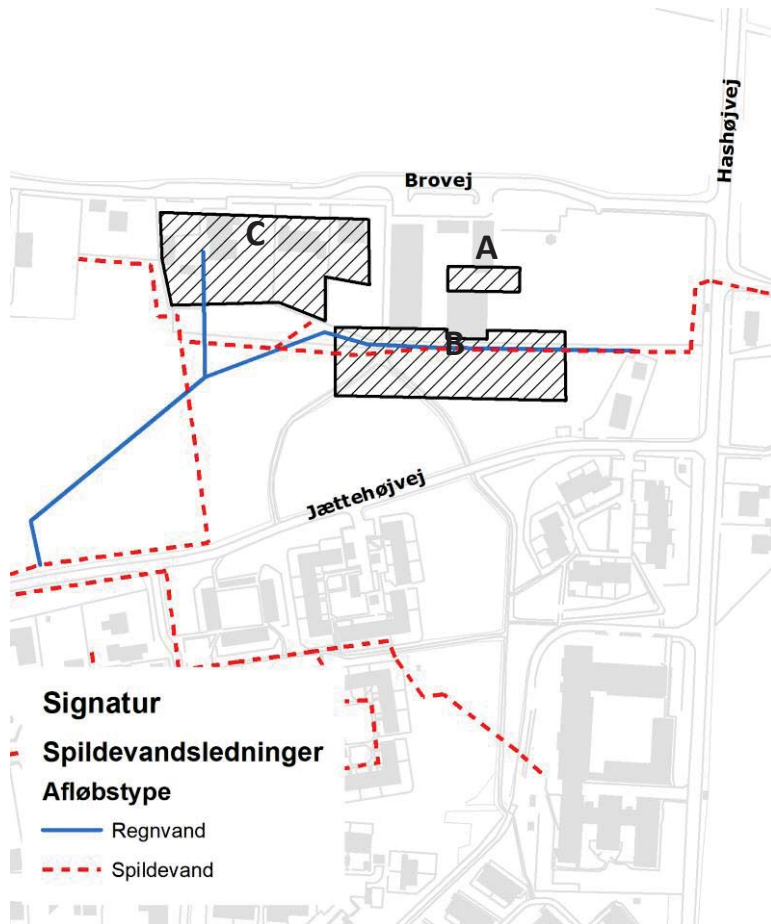 Brovej
Hashøjvej
C
A
B
Jættehøjvej
Signatur
Spildevandsledninger
Afløbstype
Regnvand
Spildevand